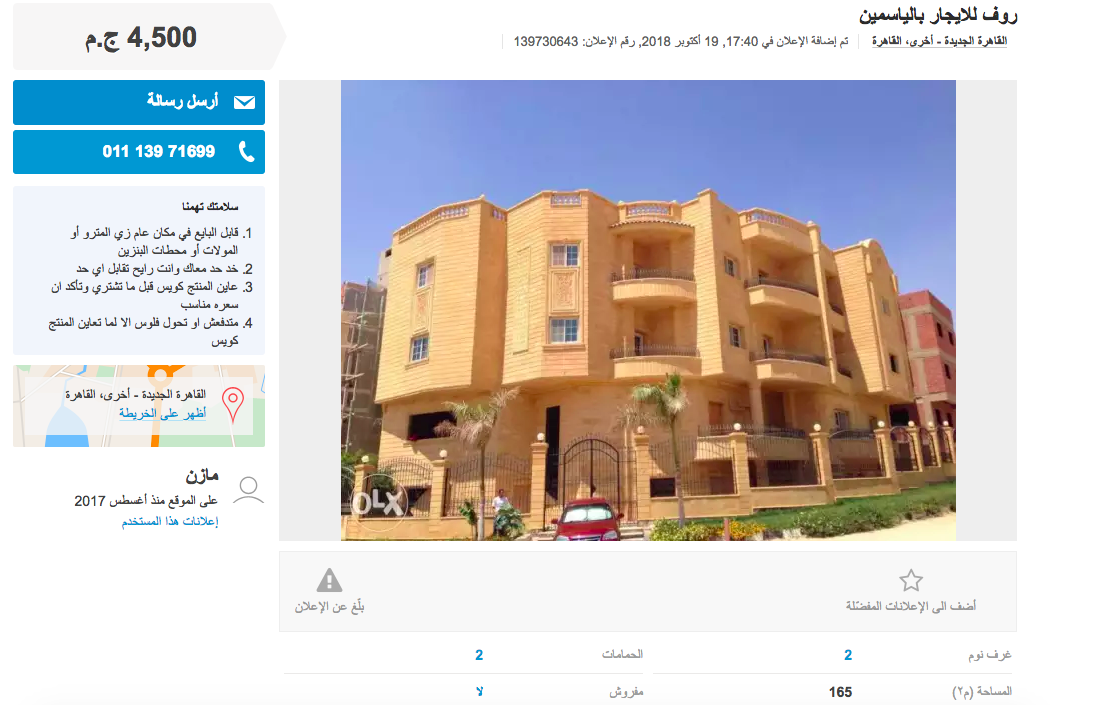 روف للايجار بالياسمين
القاهرة الجديدة - أخرى، القاهرة
تم إضافة الإعلان في 17:40, 19 أكتوبر 2018, رقم الإعلان: 139730643
4,500 ج.م
أرسل رسالة
011 139 71699
سلامتك تهمنا
1. قابل البايع في مكان عام زي المترو أو
المولات أو محطات البنزين
2. خد حد معاك وانت رايح تقابل اي حد
3. عاين المنتج كويس قبل ما تشتري وتأكد ان
سعره مناسب
4. متدفعش او تحول فلوس الا لما تعاين المنتج
كويس
القاهرة الجديدة - أخرى، القاهرة
أظهر على الخريطة
مازن
على الموقع منذ أغسطس 2017
إعلانات هذا المستخدم
OLX
أضف الى الإعلانات المفضلة
بلّغ عن الإعلان
غرف نوم 2
الحمامات 2
المساحة (م٢) 165
مفروش لا